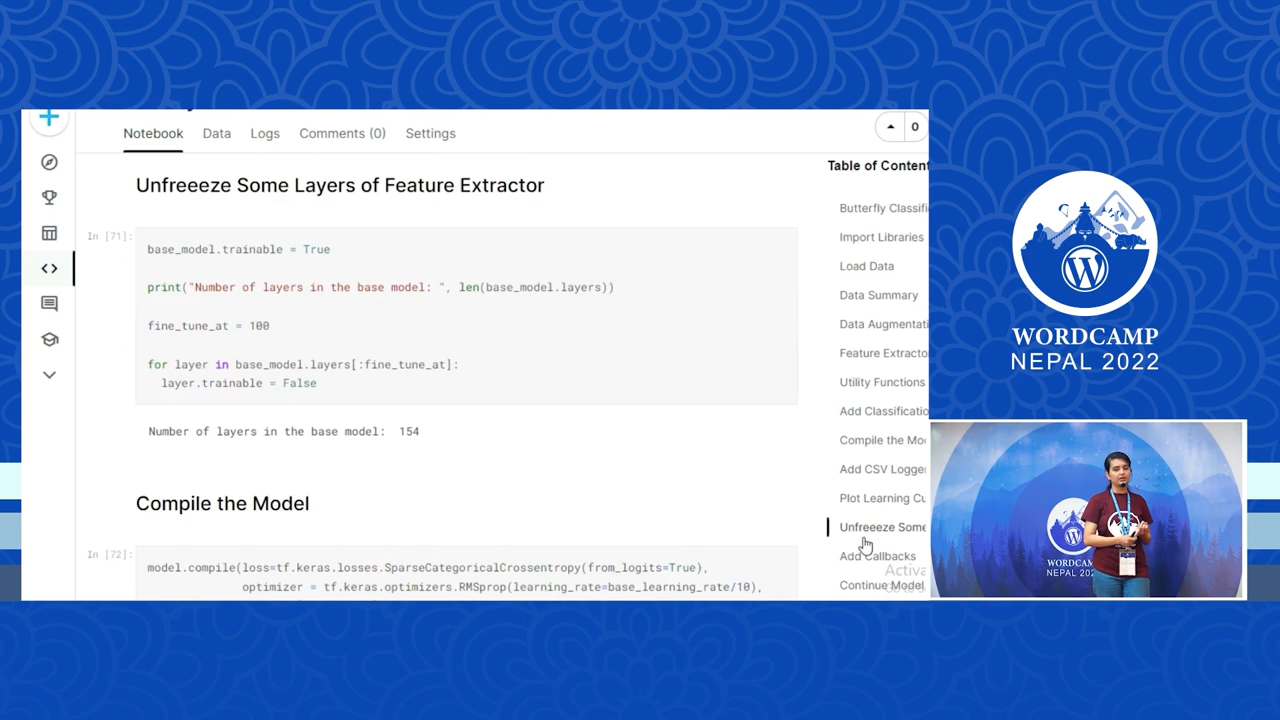 Notebook
Data
Logs
Comments (0)
Settings
0
Unfreeeze Some Layers of Feature Extractor
In [71]:
base_model.trainable = True
print("Number of layers in the base model: ", len(base_model.layers))
fine_tune_at = 100
for layer in base_model.layers[:fine_tune_at]:
layer.trainable = False
Number of layers in the base model:  154
Compile the Model
In [72]:
model.compile(loss=tf.keras.losses.SparseCategoricalCrossentropy(from_logits=True),
optimizer = tf.keras.optimizers.RMSprop(learning_rate=base_learning_rate/10),
Table of Content
Butterfly Classifi
Import Libraries
Load Data
Data Summary
Data Augmentati
Feature Extracto
Utility Functions
Add Classificatio
Compile the Mo
Add CSV Logge
Plot Learning Cu
Unfreeeze Some
Add Callbacks
Activa
Continue Model
WORDCAMP
NEPAL 2022
WOR
NEPAL